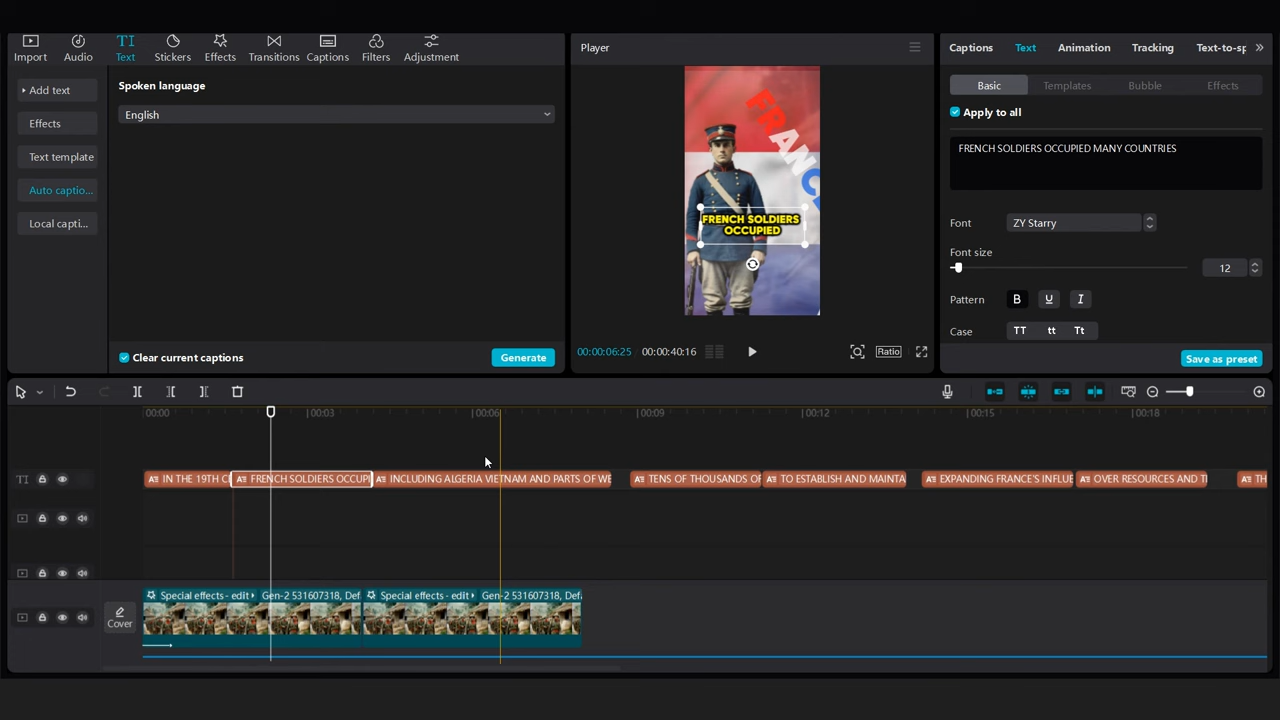 Import
Audio
Text
Stickers
Effects
Transitions
Captions
Filters
Adjustment
Add text
Effects
Text template
Auto captio...
Local capti...
Spoken language
English
Clear current captions
Generate
Player
FRANCE
FRENCH SOLDIERS
OCCUPIED
00:00:06:25 00:00:40:16
Ratio
Captions Text Animation Tracking Text-to-sp
Basic Templates Bubble Effects
Apply to all
FRENCH SOLDIERS OCCUPIED MANY COUNTRIES
Font ZY Starry
Font size
12
Pattern B U I
Case TT tt Tt
Save as preset
00:00 00:03 00:06 00:09 00:12 00:15 00:18
TI
IN THE 19TH C
FRENCH SOLDIERS OCCUPI
INCLUDING ALGERIA VIETNAM AND PARTS OF WE
TENS OF THOUSANDS OF
TO ESTABLISH AND MAINTA
EXPANDING FRANCE'S INFLUE
OVER RESOURCES AND T
TH
Cover
Special effects - edit Gen-2 531607318, Def
Special effects - edit Gen-2 531607318, Defa